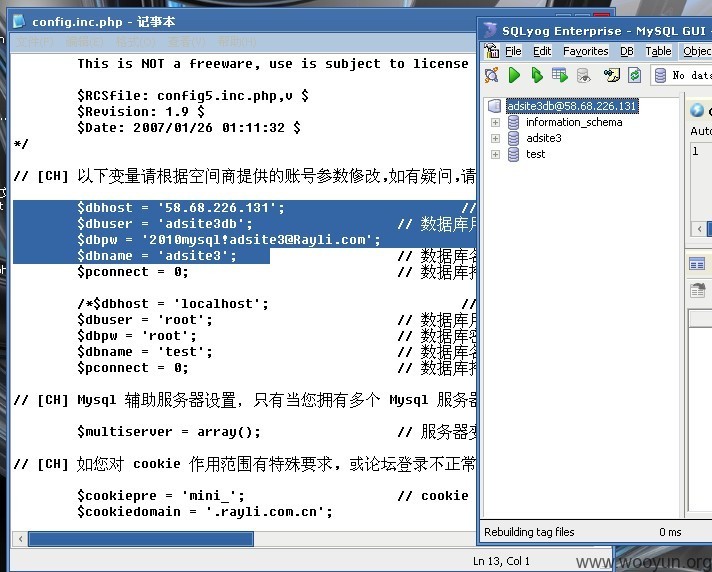 config.inc.php - 记事本
This is NOT a freeware, use is subject to license
$RCSfile: config5.inc.php,v $
$Revision: 1.9 $
$Date: 2007/01/26 01:11:32 $
*/
// [CH] 以下变量请根据空间商提供的账号参数修改,如有疑问,请
$dbhost = '58.68.226.131'; //
$dbuser = 'adsite3db'; // 数据库用
$dbpw = '2010mysql!adsite3@Rayli.com';
$dbname = 'adsite3'; // 数据库名
$pconnect = 0; // 数据库持
/*$dbhost = 'localhost'; //
$dbuser = 'root'; // 数据库用
$dbpw = 'root'; // 数据库密
$dbname = 'test'; // 数据库名
$pconnect = 0; // 数据库持
// [CH] Mysql 辅助服务器设置, 只有当您拥有多个 Mysql 服务器
$multiserver = array(); // 服务器变
// [CH] 如您对 cookie 作用范围有特殊要求, 或论坛登录不正常
$cookiepre = 'mini_'; // cookie
$cookiedomain = '.rayli.com.cn';
Ln 13, Col 1
SQLyog Enterprise - MySQL GUI -
File Edit Favorites DB Table Objec
No data
adsite3db@58.68.226.131
information_schema
adsite3
test
Auto
1
Rebuilding tag files 0 ms
www.wooyun.org